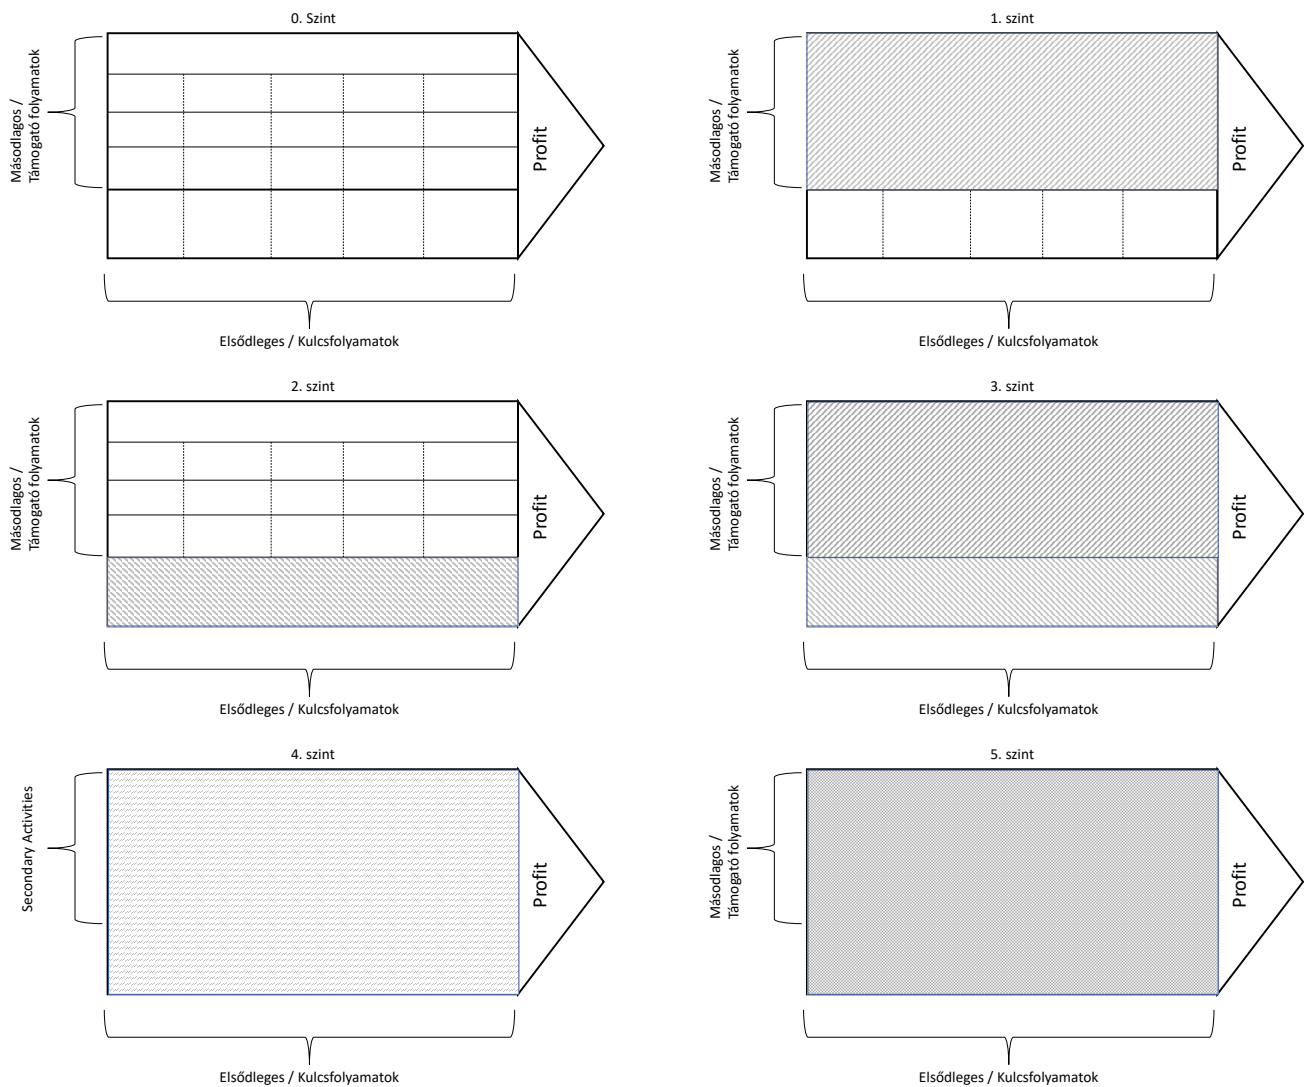 0. Szint
Másodlagos /
Támogató folyamatok
Profit
Elsődleges / Kulcsfolyamatok
1. szint
Másodlagos /
Támogató folyamatok
Profit
Elsődleges / Kulcsfolyamatok
2. szint
Másodlagos /
Támogató folyamatok
Profit
Elsődleges / Kulcsfolyamatok
3. szint
Másodlagos /
Támogató folyamatok
Profit
Elsődleges / Kulcsfolyamatok
4. szint
Secondary Activities
Profit
Elsődleges / Kulcsfolyamatok
5. szint
Másodlagos /
Támogató folyamatok
Profit
Elsődleges / Kulcsfolyamatok